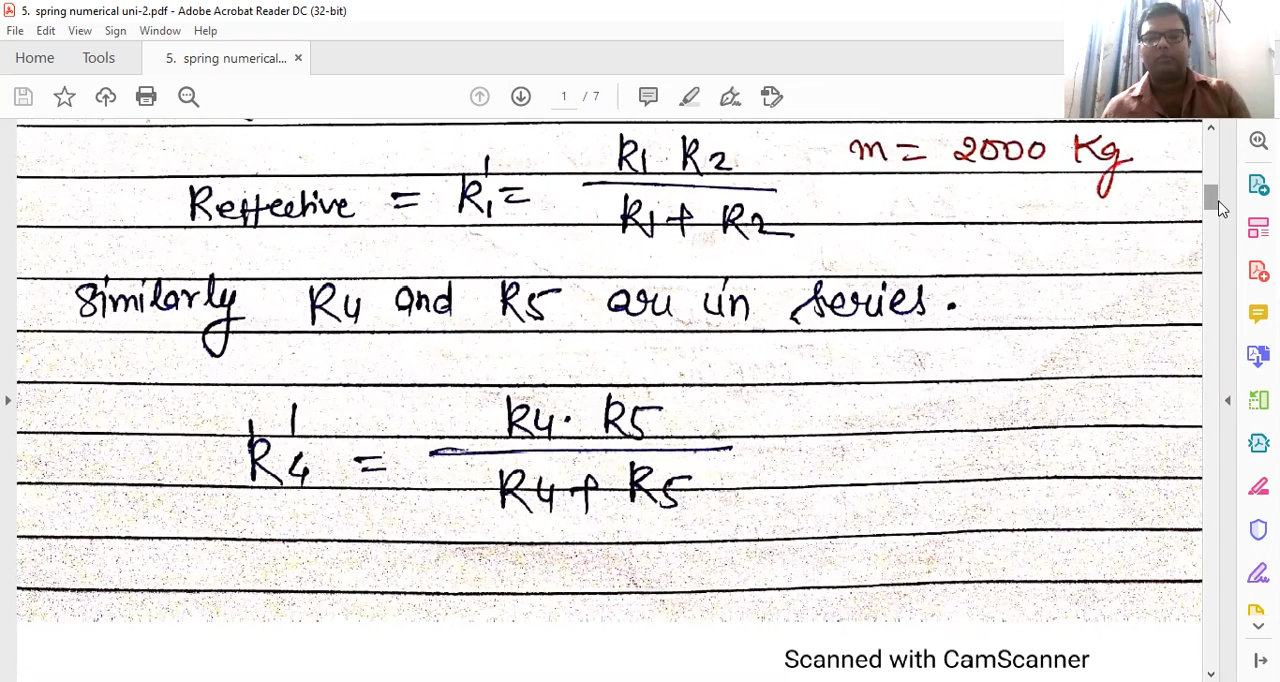 5. spring numerical uni-2.pdf - Adobe Acrobat Reader DC (32-bit)
File Edit View Sign Window Help
Home Tools 5. spring numerical... ×
1 / 7
m = 2000 Kg
Keffective = K₁' = K₁ . K₂ / K₁ + K₂
Similarly K₄ and K₅ are in series.
K₄' = K₄ . K₅ / K₄ + K₅
Scanned with CamScanner